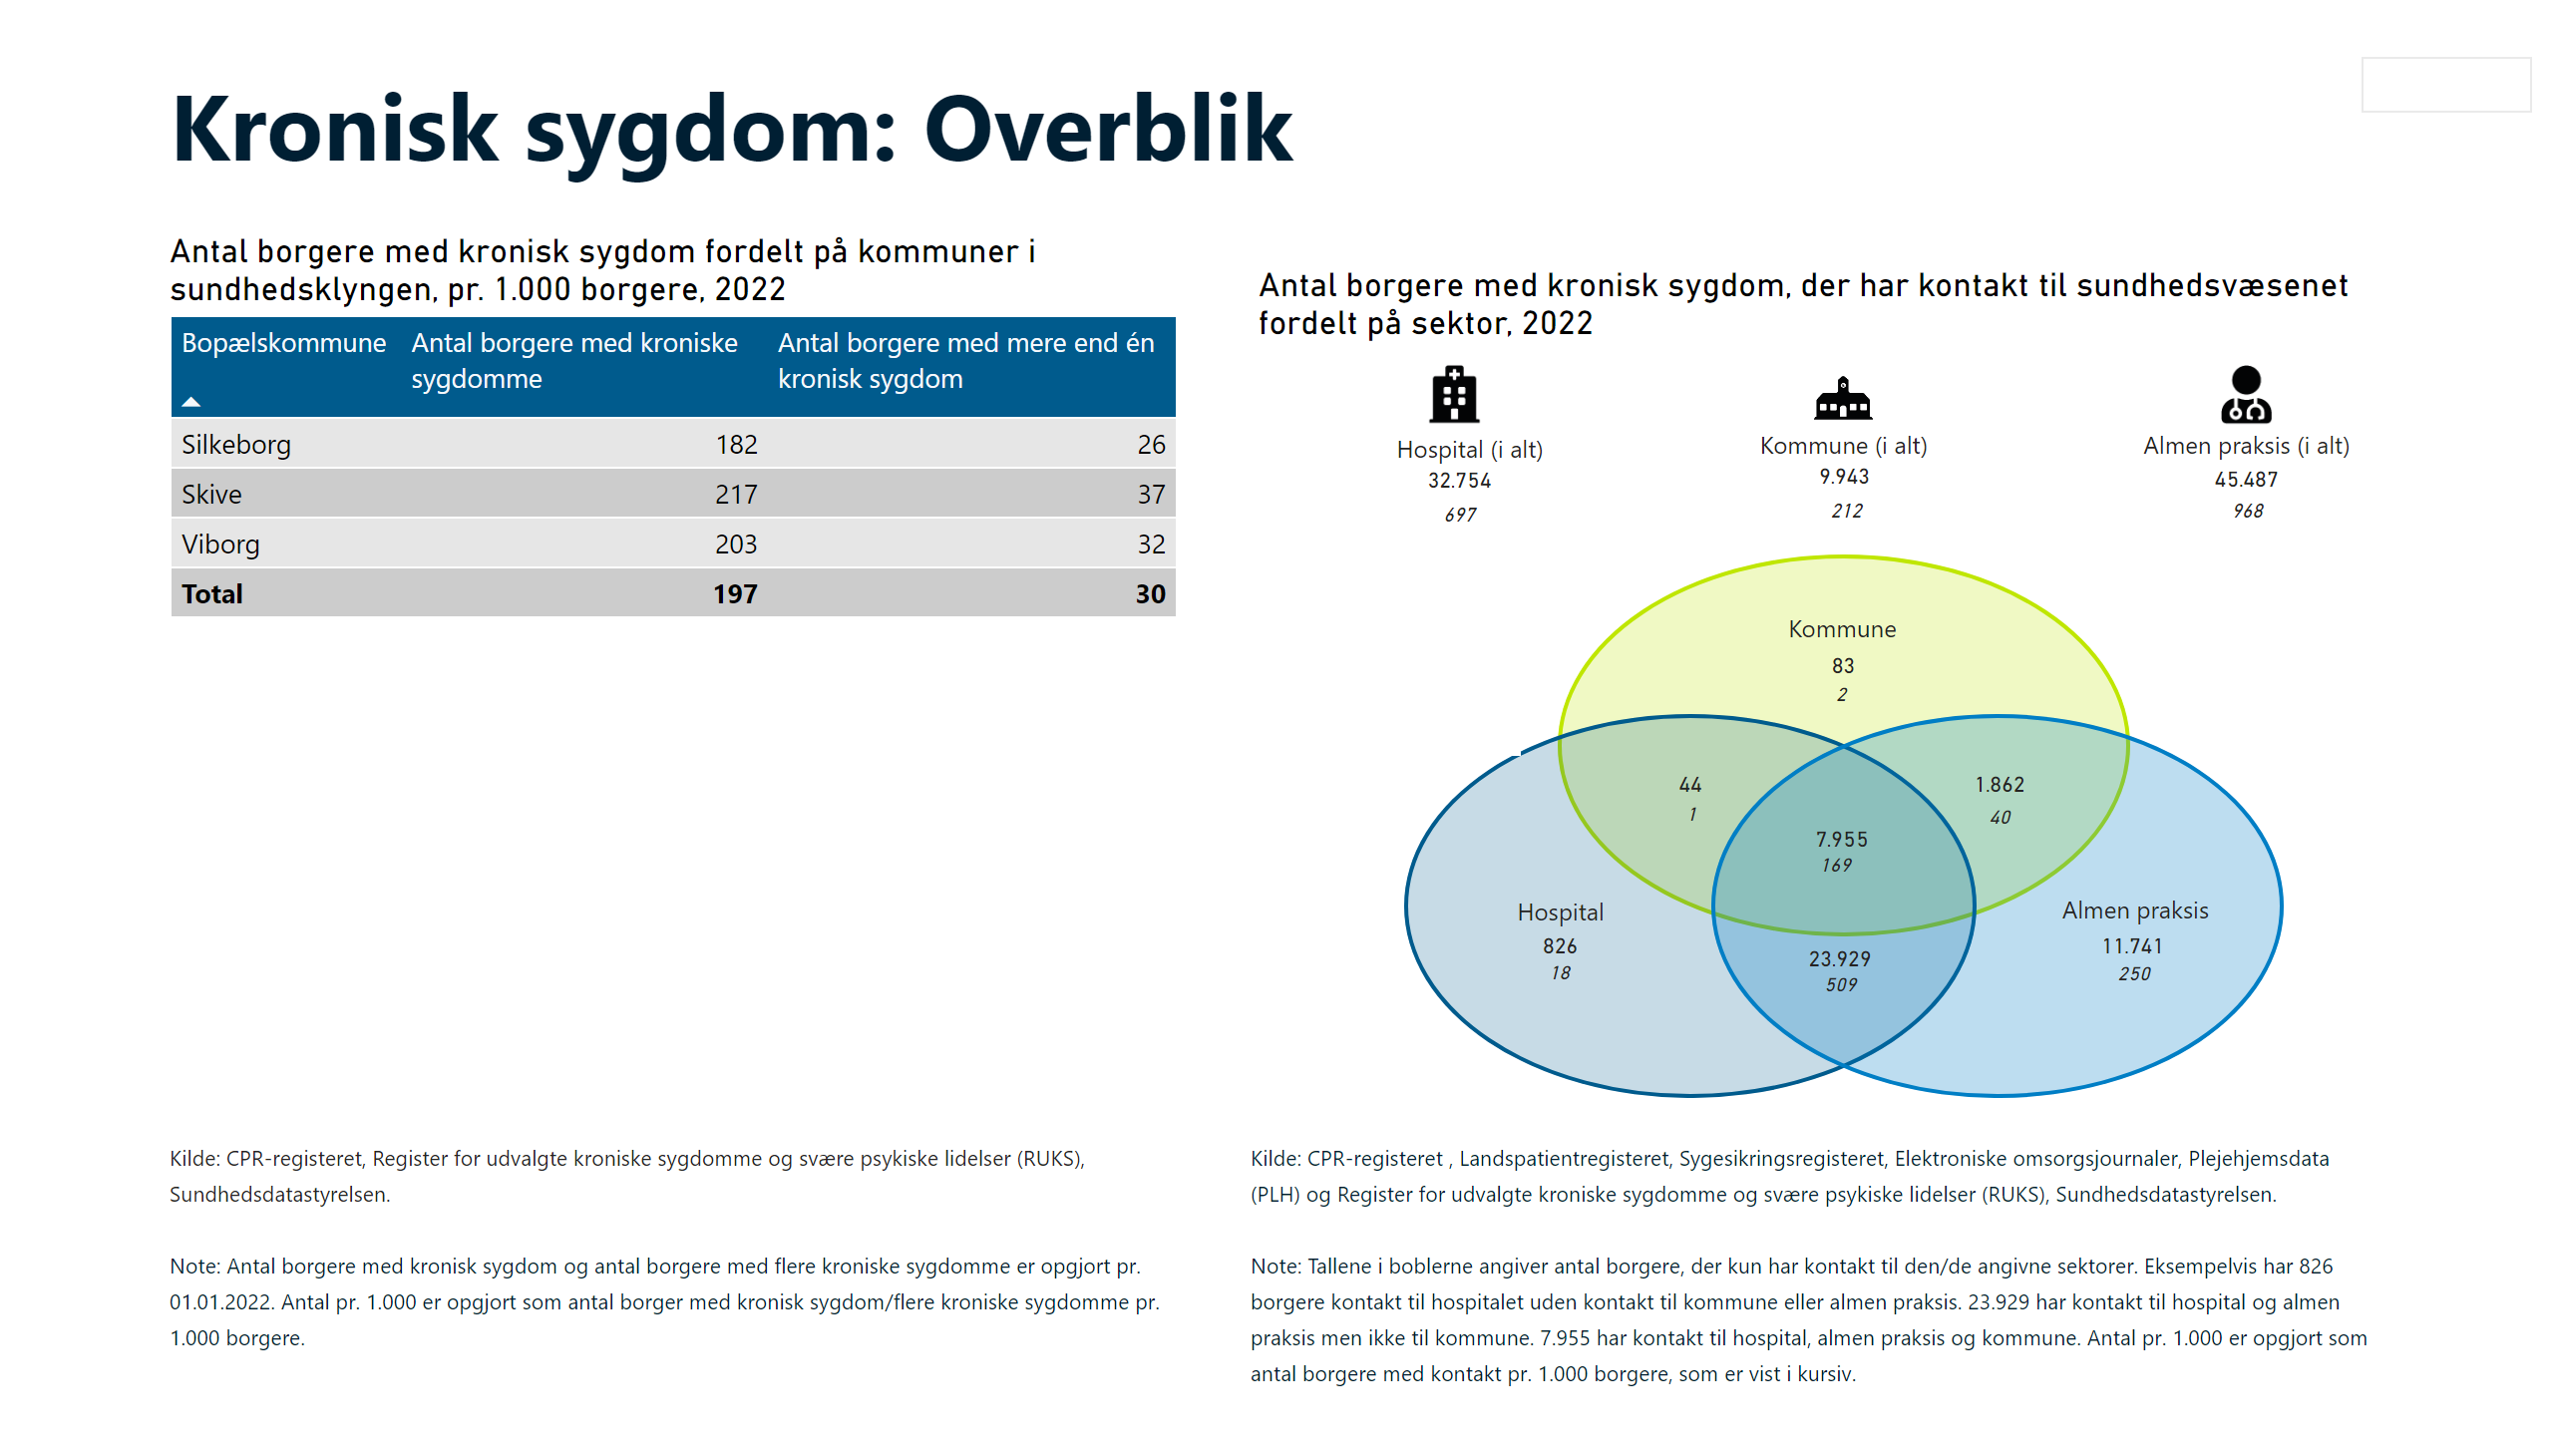 Kronisk sygdom: Overblik
Antal borgere med kronisk sygdom fordelt på kommuner i
sundhedsklyngen, pr. 1.000 borgere, 2022
Bopælskommune Antal borgere med kroniske sygdomme Antal borgere med mere end én kronisk sygdom
Silkeborg 182 26
Skive 217 37
Viborg 203 32
Total 197 30
Kilde: CPR-registeret, Register for udvalgte kroniske sygdomme og svære psykiske lidelser (RUKS),
Sundhedsdatastyrelsen.
Note: Antal borgere med kronisk sygdom og antal borgere med flere kroniske sygdomme er opgjort pr.
01.01.2022. Antal pr. 1.000 er opgjort som antal borger med kronisk sygdom/flere kroniske sygdomme pr.
1.000 borgere.
Antal borgere med kronisk sygdom, der har kontakt til sundhedsvæsenet
fordelt på sektor, 2022
Hospital (i alt)
32.754
697
Kommune (i alt)
9.943
212
Almen praksis (i alt)
45.487
968
Kommune
83
2
44
1
1.862
40
7.955
169
Hospital
826
18
23.929
509
Almen praksis
11.741
250
Kilde: CPR-registeret , Landspatientregisteret, Sygesikringsregisteret, Elektroniske omsorgsjournaler, Plejehjemsdata
(PLH) og Register for udvalgte kroniske sygdomme og svære psykiske lidelser (RUKS), Sundhedsdatastyrelsen.
Note: Tallene i boblerne angiver antal borgere, der kun har kontakt til den/de angivne sektorer. Eksempelvis har 826
borgere kontakt til hospitalet uden kontakt til kommune eller almen praksis. 23.929 har kontakt til hospital og almen
praksis men ikke til kommune. 7.955 har kontakt til hospital, almen praksis og kommune. Antal pr. 1.000 er opgjort som
antal borgere med kontakt pr. 1.000 borgere, som er vist i kursiv.